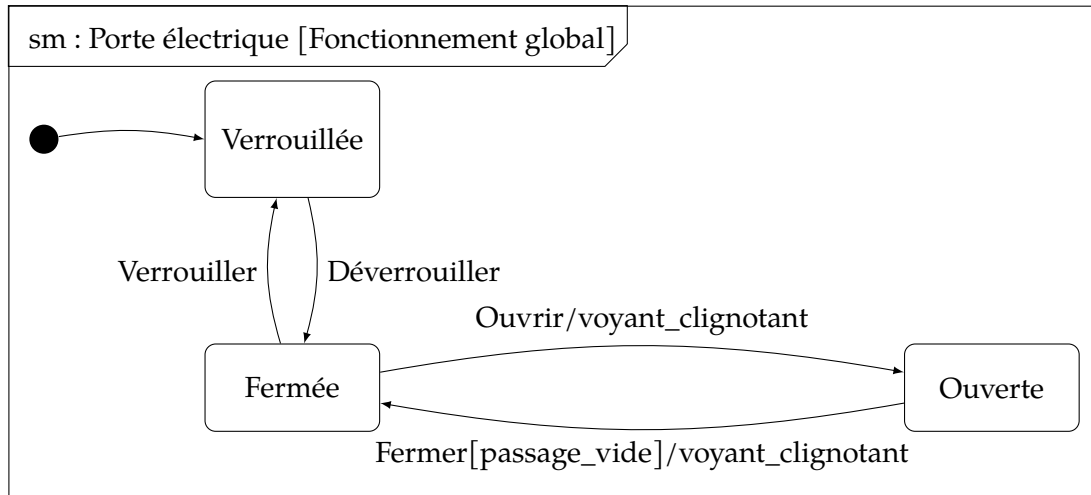 sm : Porte électrique [Fonctionnement global]
Verrouillée
Verrouiller
Déverrouiller
Ouvrir/voyant_clignotant
Fermée
Ouverte
Fermer[passage_vide]/voyant_clignotant